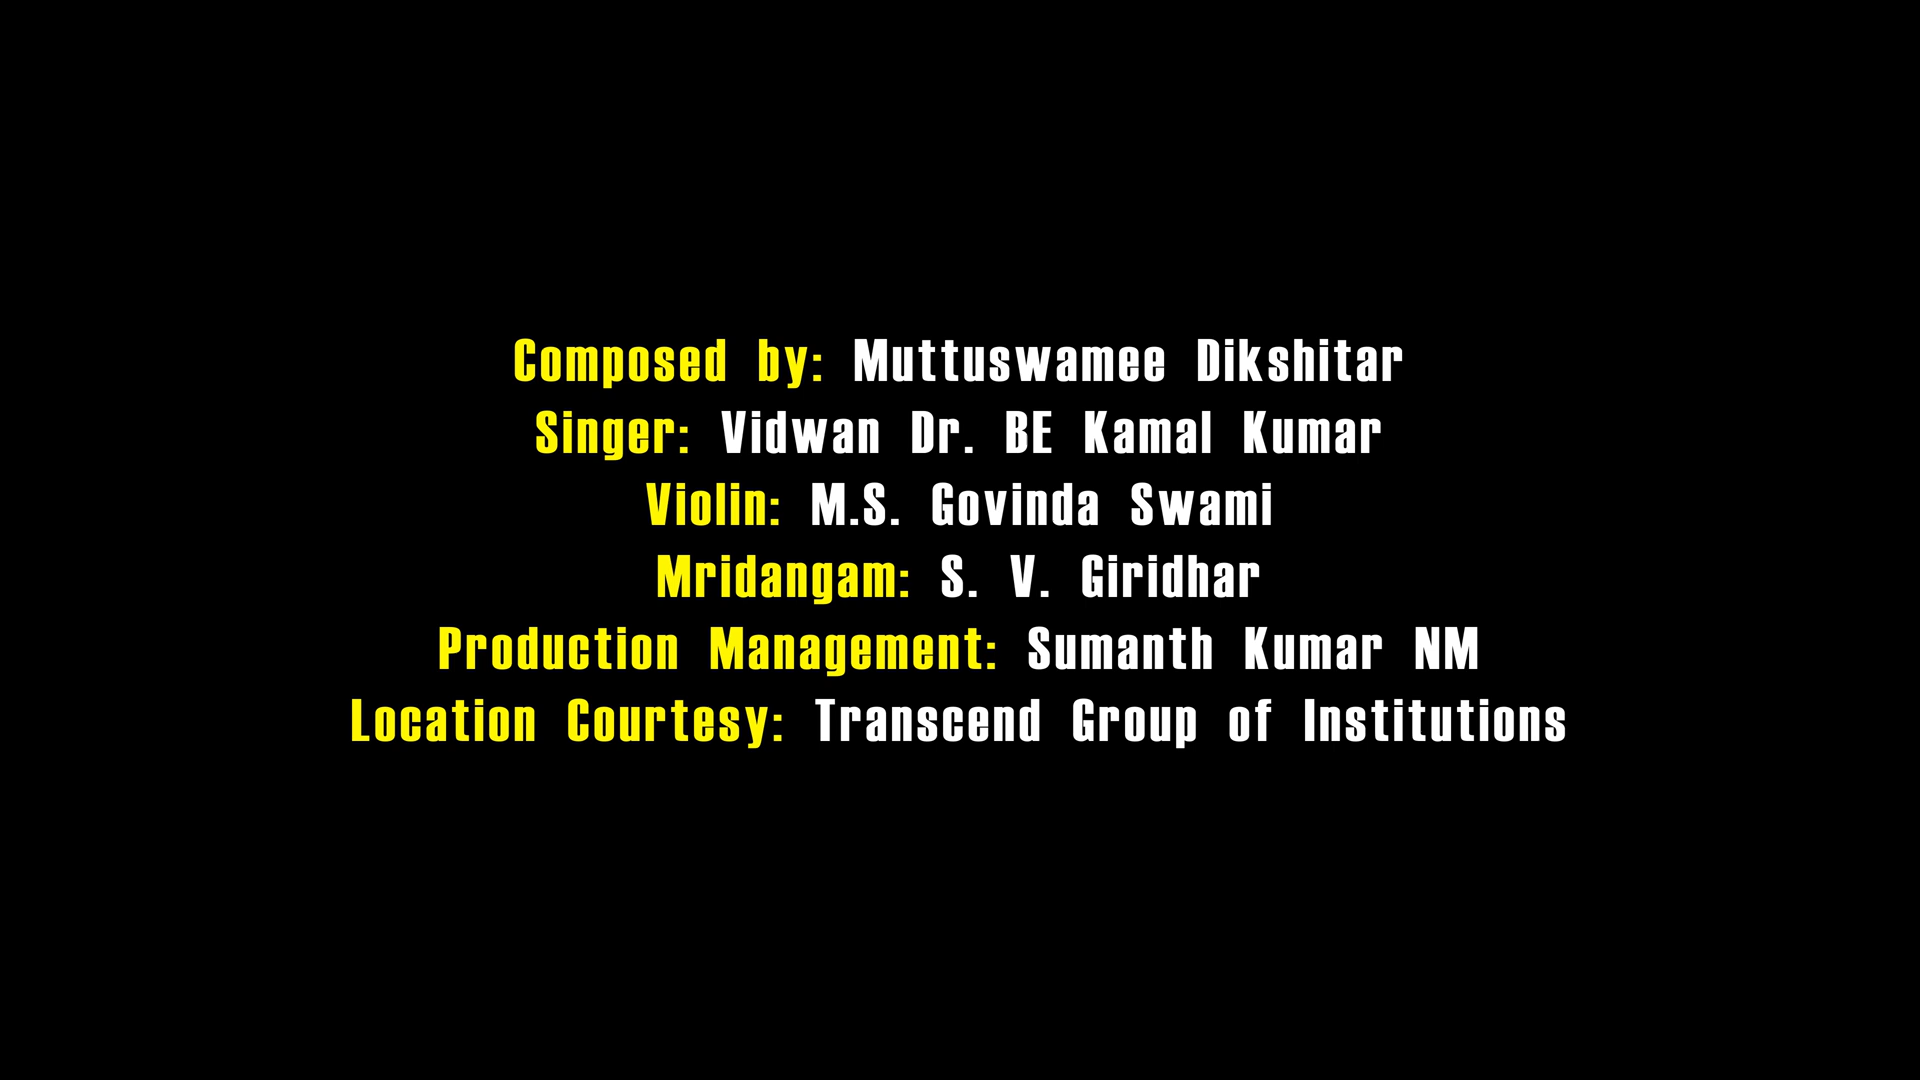 Composed by: Muttuswamee Dikshitar
Singer: Vidwan Dr. BE Kamal Kumar
Violin: M.S. Govinda Swami
Mridangam: S. V. Giridhar
Production Management: Sumanth Kumar NM
Location Courtesy: Transcend Group of Institutions